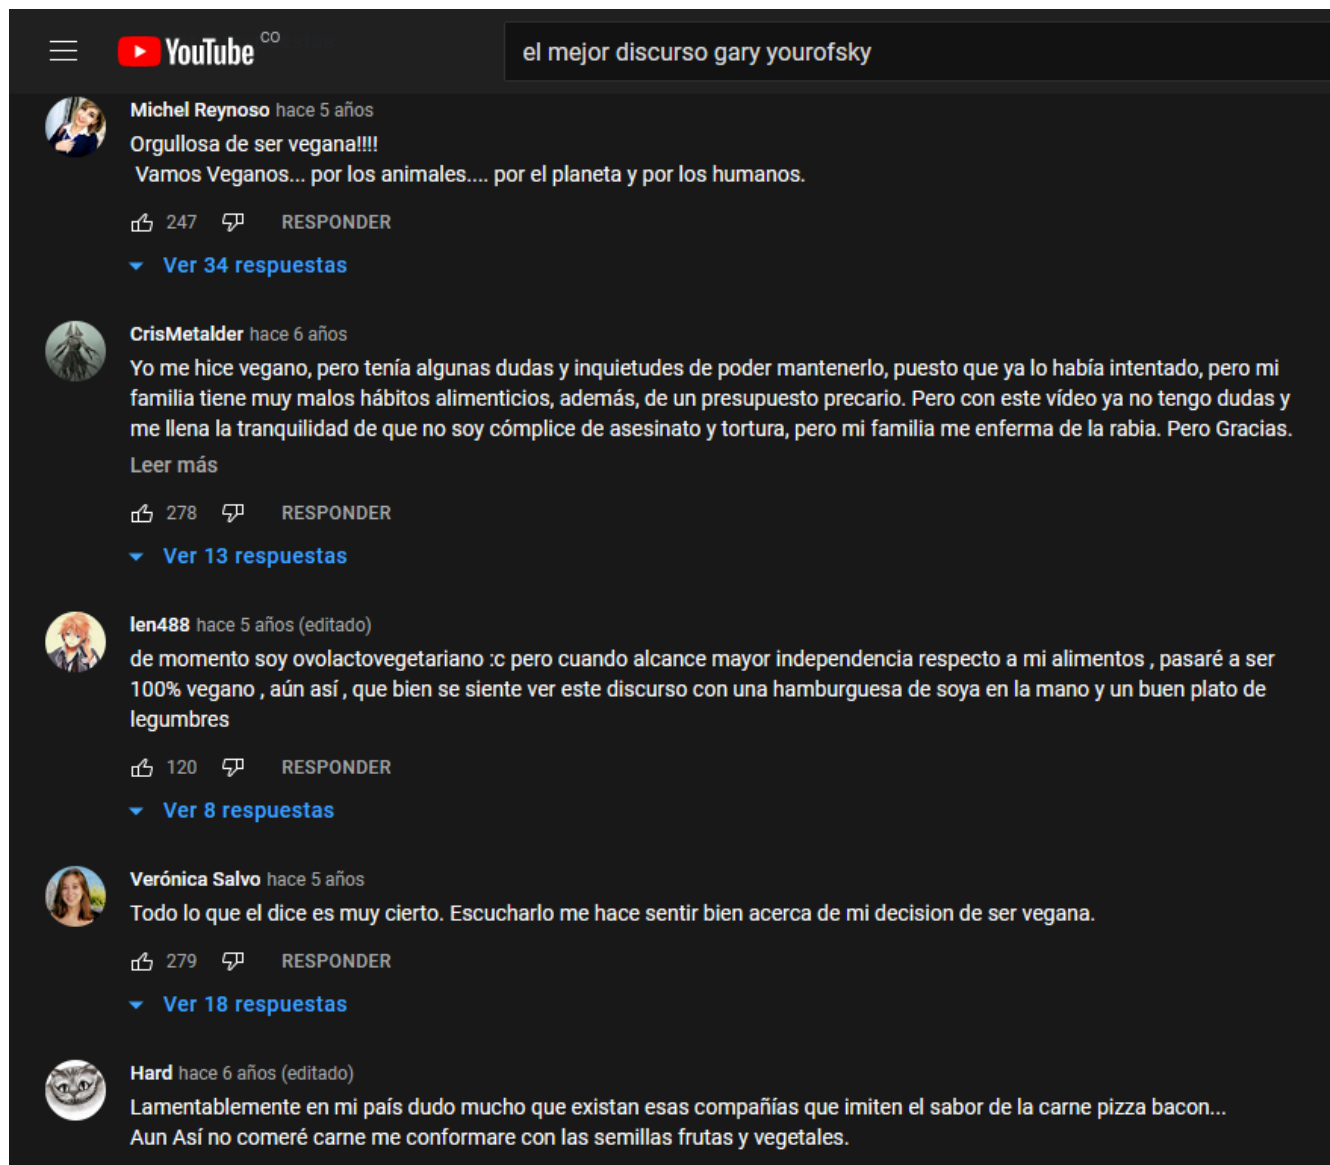 YouTube CO
el mejor discurso gary yourofsky
Michel Reynoso hace 5 años
Orgullosa de ser vegana!!!!
Vamos Veganos... por los animales.... por el planeta y por los humanos.
247 RESPONDER
Ver 34 respuestas
CrisMetalder hace 6 años
Yo me hice vegano, pero tenía algunas dudas y inquietudes de poder mantenerlo, puesto que ya lo había intentado, pero mi
familia tiene muy malos hábitos alimenticios, además, de un presupuesto precario. Pero con este vídeo ya no tengo dudas y
me llena la tranquilidad de que no soy cómplice de asesinato y tortura, pero mi familia me enferma de la rabia. Pero Gracias.
Leer más
278 RESPONDER
Ver 13 respuestas
len488 hace 5 años (editado)
de momento soy ovolactovegetariano :c pero cuando alcance mayor independencia respecto a mi alimentos , pasaré a ser
100% vegano , aún así , que bien se siente ver este discurso con una hamburguesa de soya en la mano y un buen plato de
legumbres
120 RESPONDER
Ver 8 respuestas
Verónica Salvo hace 5 años
Todo lo que el dice es muy cierto. Escucharlo me hace sentir bien acerca de mi decision de ser vegana.
279 RESPONDER
Ver 18 respuestas
Hard hace 6 años (editado)
Lamentablemente en mi país dudo mucho que existan esas compañías que imiten el sabor de la carne pizza bacon...
Aun Así no comeré carne me conformare con las semillas frutas y vegetales.